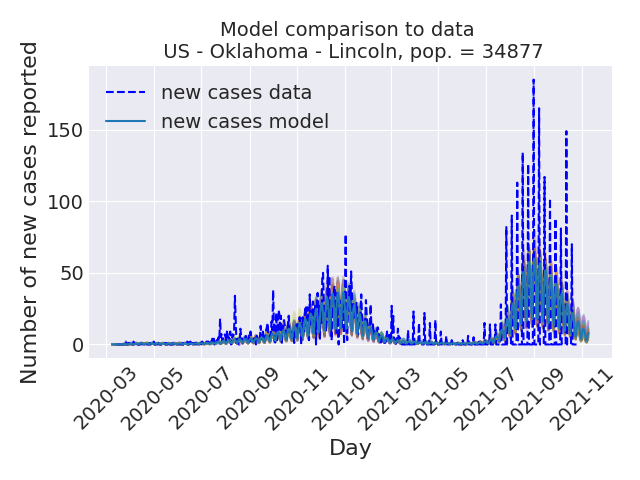 Model comparison to data
US - Oklahoma - Lincoln, pop. = 34877
Number of new cases reported
new cases data
new cases model
150
100
50
0
2020-03
2020-05
2020-07
2020-09
2020-11
2021-01
2021-03
2021-05
2021-07
2021-09
2021-11
Day